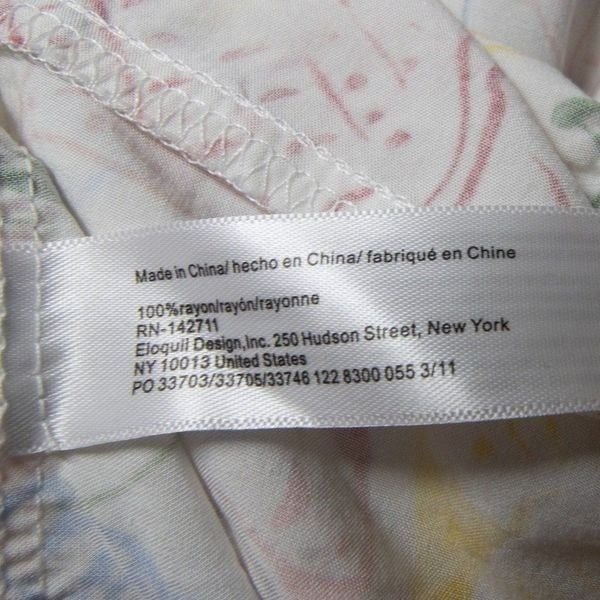 Made in China/ hecho en China/ fabriqué en Chine
100%rayon/rayón/rayonne
RN-142711
Eloquii Design,Inc. 250 Hudson Street, New York
NY 10013 United States
PO 33703/33705/33746 122 8300 055 3/11